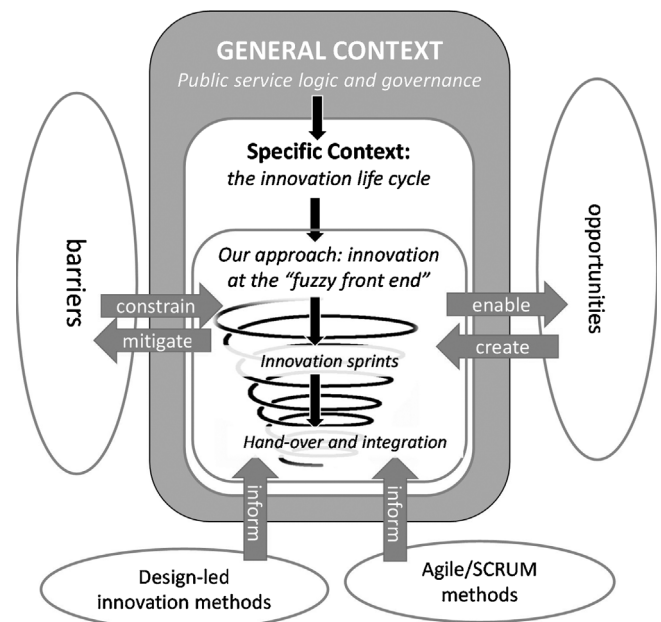 GENERAL CONTEXT
Public service logic and governance
Specific Context:
the innovation life cycle
Our approach: innovation
at the “fuzzy front end”
barriers
constrain
mitigate
enable
create
opportunities
Innovation sprints
Hand-over and integration
inform
inform
Design-led
innovation methods
Agile/SCRUM
methods